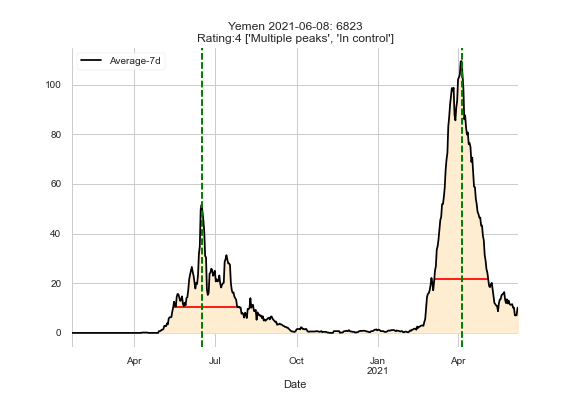 Yemen 2021-06-08: 6823
Rating:4 ['Multiple peaks', 'In control']
Average-7d
100
80
60
40
20
0
Apr
Jul
Oct
Jan
2021
Apr
Date